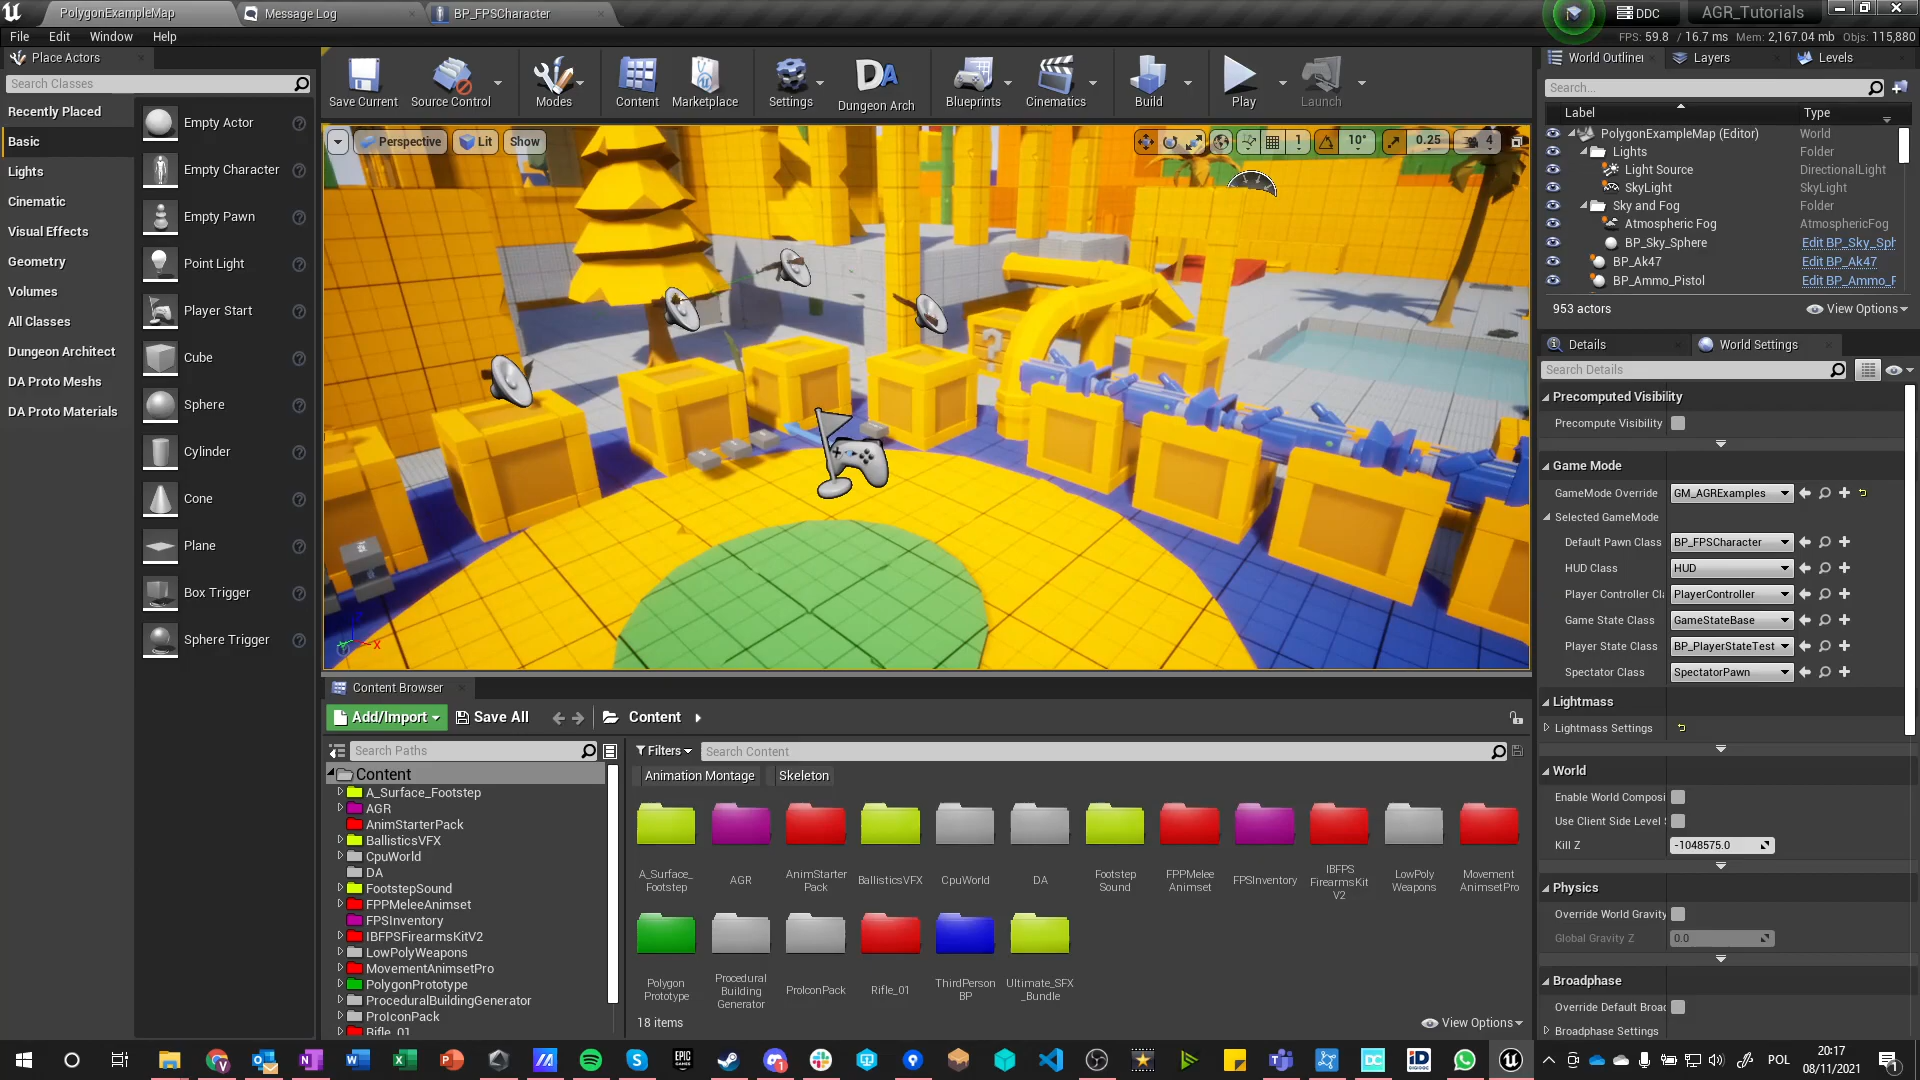 PolygonExampleMap
Message Log
BP_FPSCharacter
DDC
AGR_Tutorials
File
Edit
Window
Help
FPS: 59.8 / 16.7 ms Mem: 2,167.04 mb Objs: 115,880
Place Actors
Search Classes
Recently Placed
Basic
Lights
Cinematic
Visual Effects
Geometry
Volumes
All Classes
Dungeon Architect
DA Proto Meshs
DA Proto Materials
Empty Actor
Empty Character
Empty Pawn
Point Light
Player Start
Cube
Sphere
Cylinder
Cone
Plane
Box Trigger
Sphere Trigger
Save Current
Source Control
Modes
Content
Marketplace
Settings
Dungeon Arch
Blueprints
Cinematics
Build
Play
Launch
Perspective
Lit
Show
10°
0.25
4
World Outliner
Layers
Levels
Search...
Label
Type
PolygonExampleMap (Editor)
World
Lights
Folder
Light Source
DirectionalLight
SkyLight
SkyLight
Sky and Fog
Folder
Atmospheric Fog
AtmosphericFog
BP_Sky_Sphere
Edit BP_Sky_Sph
BP_Ak47
Edit BP_Ak47
BP_Ammo_Pistol
Edit BP_Ammo_F
953 actors
View Options
Details
World Settings
Search Details
Precomputed Visibility
Precompute Visibility
Game Mode
GameMode Override
GM_AGRExamples
Selected GameMode
Default Pawn Class
BP_FPSCharacter
HUD Class
HUD
Player Controller Cl
PlayerController
Game State Class
GameStateBase
Player State Class
BP_PlayerStateTest
Spectator Class
SpectatorPawn
Lightmass
Lightmass Settings
World
Enable World Composi
Use Client Side Level S
Kill Z
-1048575.0
Physics
Override World Gravity
Global Gravity Z
0.0
Broadphase
Override Default Broad
Broadphase Settings
Content Browser
Add/Import
Save All
Content
Search Paths
Filters
Search Content
Animation Montage
Skeleton
Content
A_Surface_Footstep
AGR
AnimStarterPack
BallisticsVFX
CpuWorld
DA
FootstepSound
FPPMeleeAnimset
FPSInventory
IBFPSFirearmsKitV2
LowPolyWeapons
MovementAnimsetPro
PolygonPrototype
ProceduralBuildingGenerator
ProIconPack
Rifle_01
A_Surface_
Footstep
AGR
AnimStarter
Pack
BallisticsVFX
CpuWorld
DA
Footstep
Sound
FPPMelee
Animset
FPSInventory
IBFPS
FirearmsKit
V2
LowPoly
Weapons
Movement
AnimsetPro
Polygon
Prototype
Procedural
Building
Generator
ProIconPack
Rifle_01
ThirdPerson
BP
Ultimate_SFX
_Bundle
18 items
View Options
POL
20:17
08/11/2021